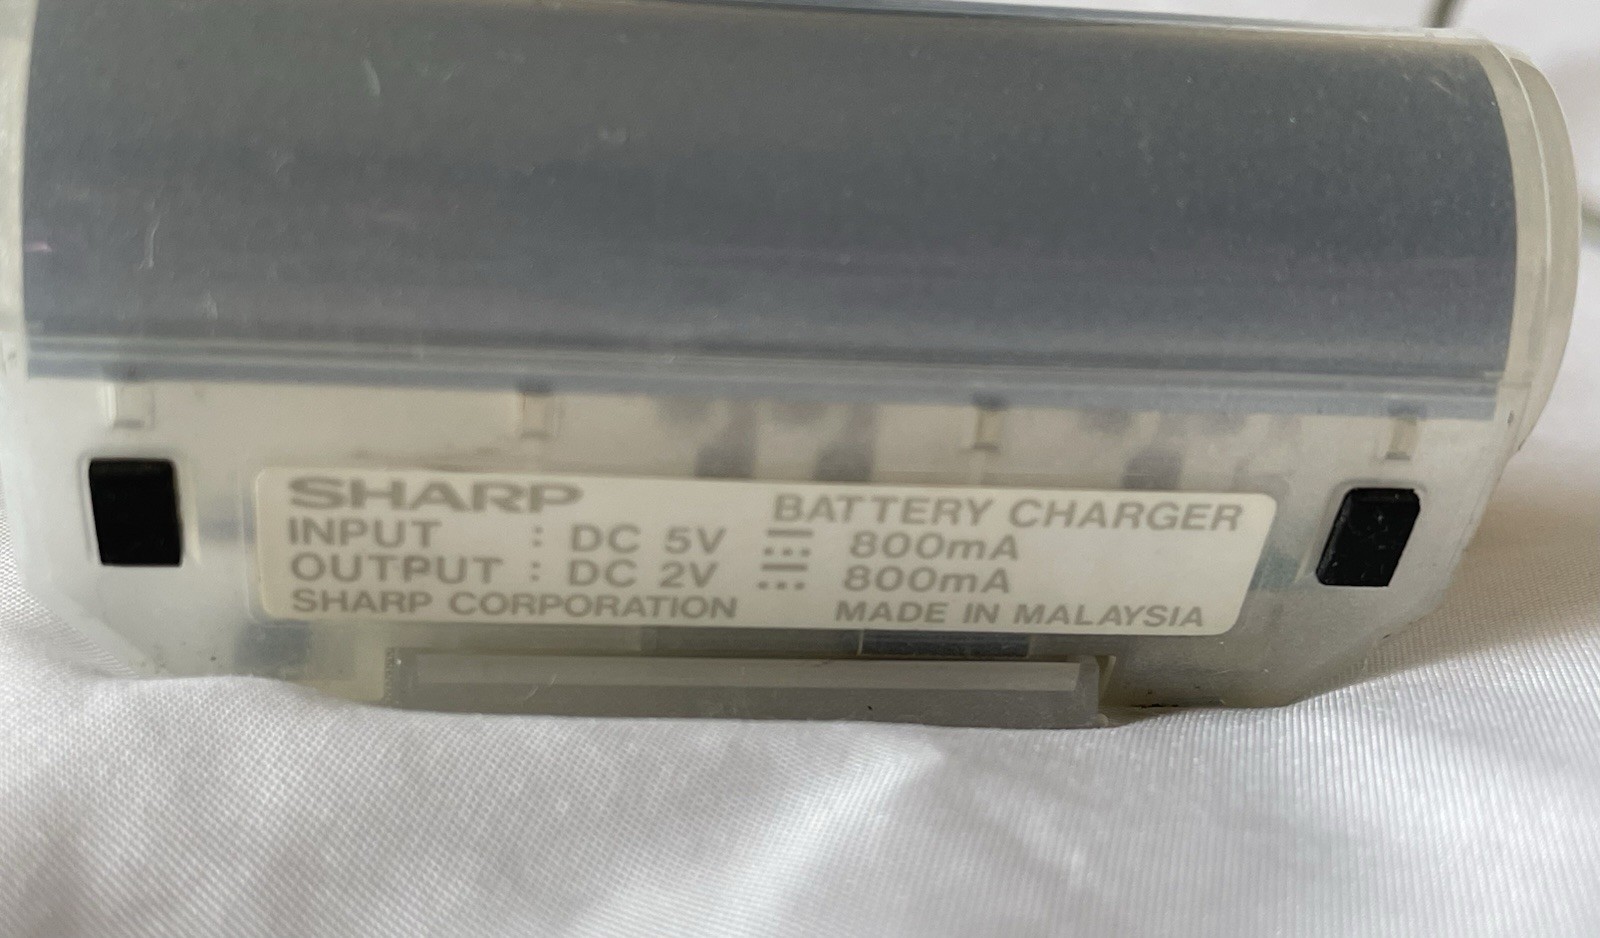 SHARP BATTERY CHARGER
INPUT : DC 5V ⎓ 800mA
OUTPUT : DC 2V ⎓ 800mA
SHARP CORPORATION MADE IN MALAYSIA